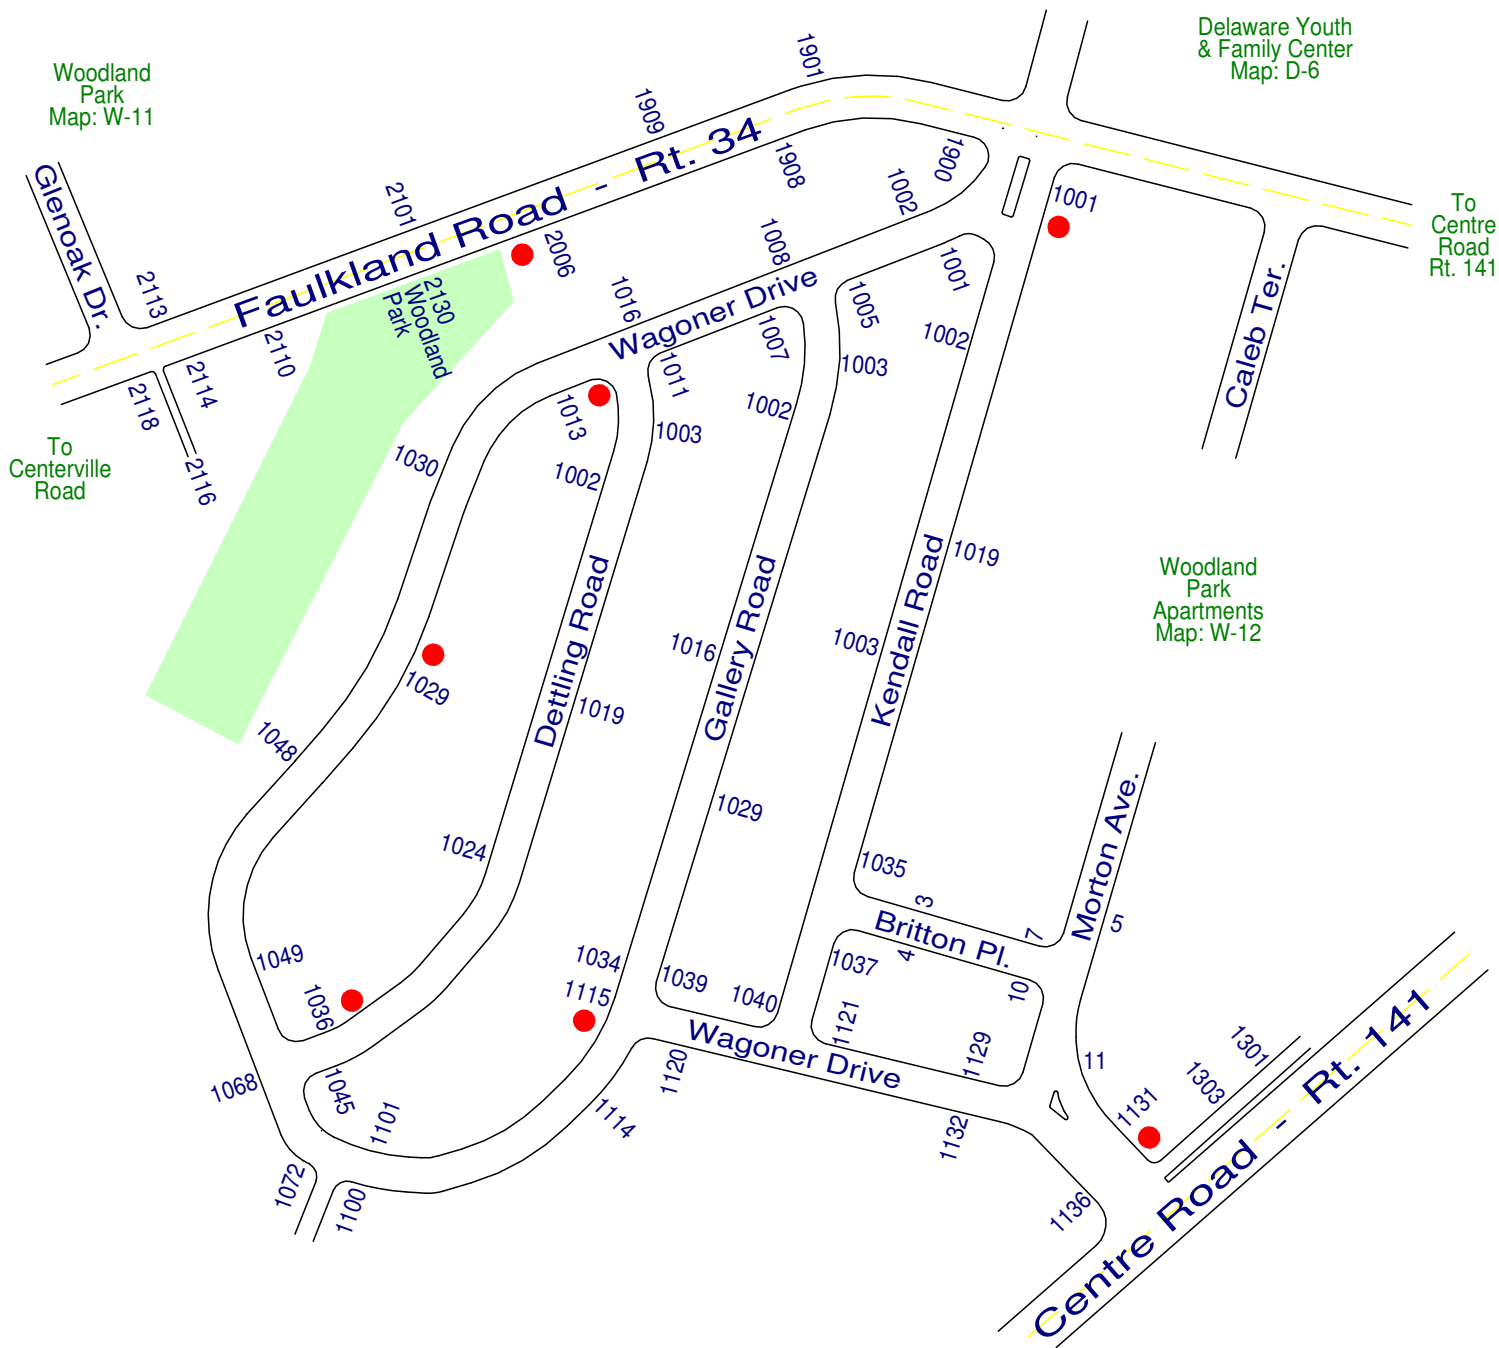 Delaware Youth
& Family Center
Map: D-6
Woodland
Park
Map: W-11
1901
1909
Faulkland Road - Rt. 34
1908
1900
1002
2101
Glenoak Dr.
1001
To
Centre
Road
Rt. 141
2006
1008
2113
2130
Woodland
Park
1016
Wagoner Drive
1001
1005
1002
Caleb Ter.
2110
2114
2118
1007
1011
1003
1002
1013
1003
To
Centerville
Road
2116
1030
1002
1019
Woodland
Park
Apartments
Map: W-12
Dettling Road
Gallery Road
Kendall Road
1016
1003
1029
1019
1048
1029
1024
1035
3
7
Morton Ave.
5
Britton Pl.
4
1037
10
1049
1034
1039
1040
1115
1036
1121
1129
Wagoner Drive
1120
11
1301
1303
1131
1068
1045
1101
1114
1132
1072
1100
1136
Centre Road - Rt. 141